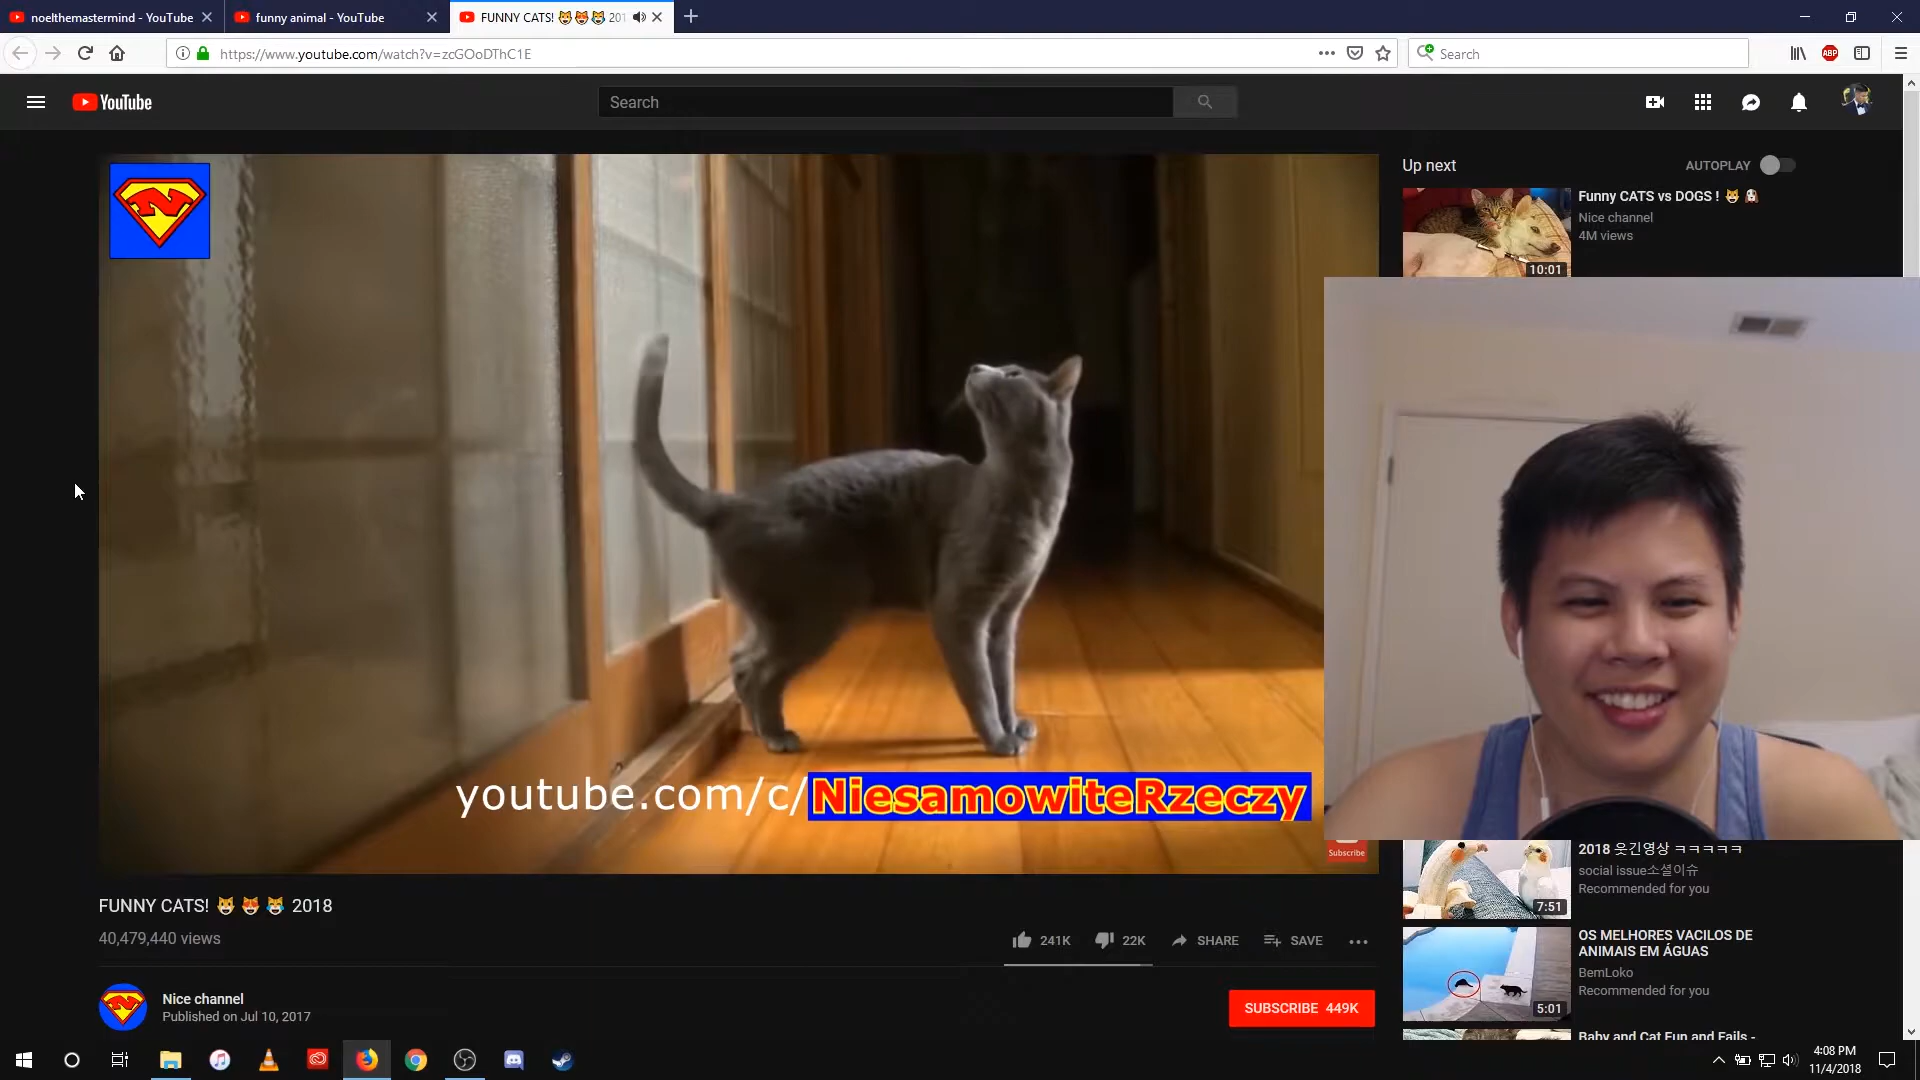 noelthemastermind - YouTube
funny animal - YouTube
FUNNY CATS! 😸😻😹 201
https://www.youtube.com/watch?v=zcGOoDThC1E
Search
ABP
YouTube
Search
N
youtube.com/c/NiesamowiteRzeczy
Subscribe
FUNNY CATS! 😸😻😹 2018
40,479,440 views
241K
22K
SHARE
SAVE
Nice channel
Published on Jul 10, 2017
SUBSCRIBE 449K
Up next
AUTOPLAY
Funny CATS vs DOGS ! 😸🐶
Nice channel
4M views
10:01
2018 웃긴영상 ㅋㅋㅋㅋㅋ
social issue소셜이슈
Recommended for you
7:51
OS MELHORES VACILOS DE
ANIMAIS EM ÁGUAS
BemLoko
Recommended for you
5:01
Baby and Cat Fun and Fails -
4:08 PM
11/4/2018